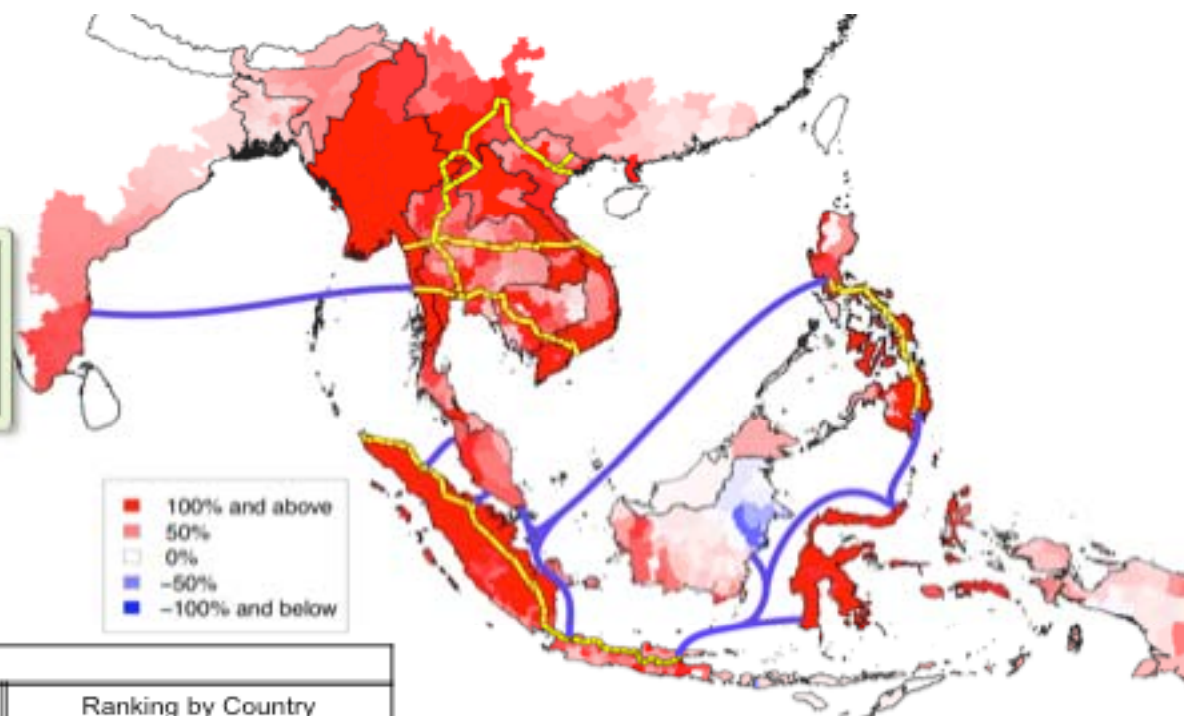 100% and above
50%
0%
−50%
−100% and below
Ranking by Country